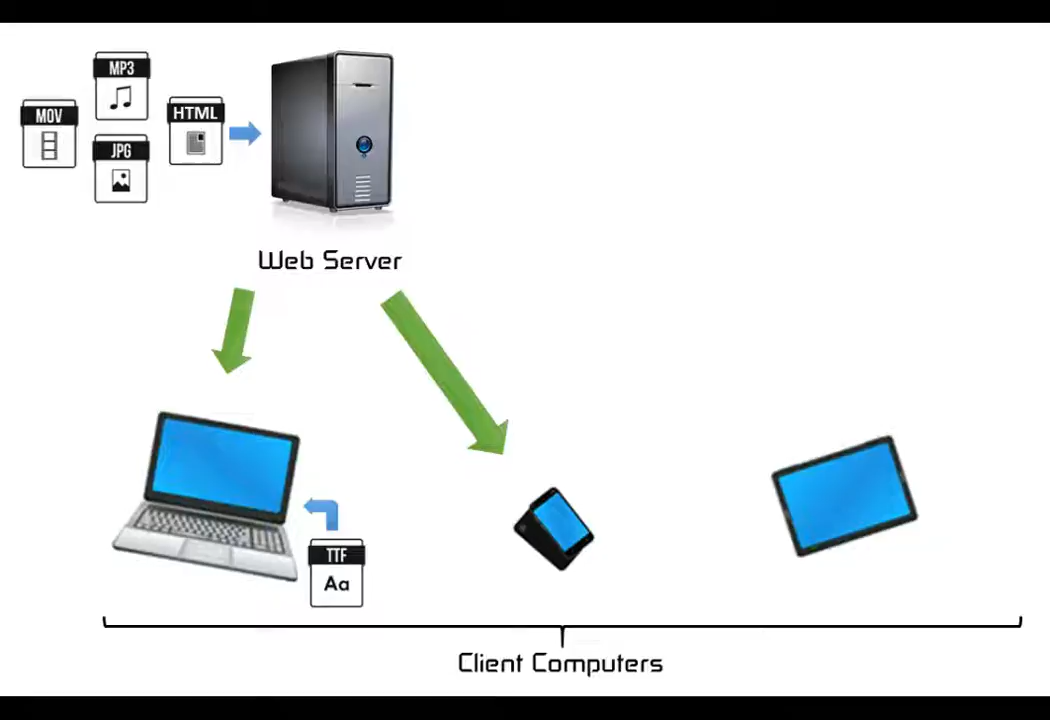 MP3
MOV
HTML
JPG
Web Server
TTF
Aa
Client Computers